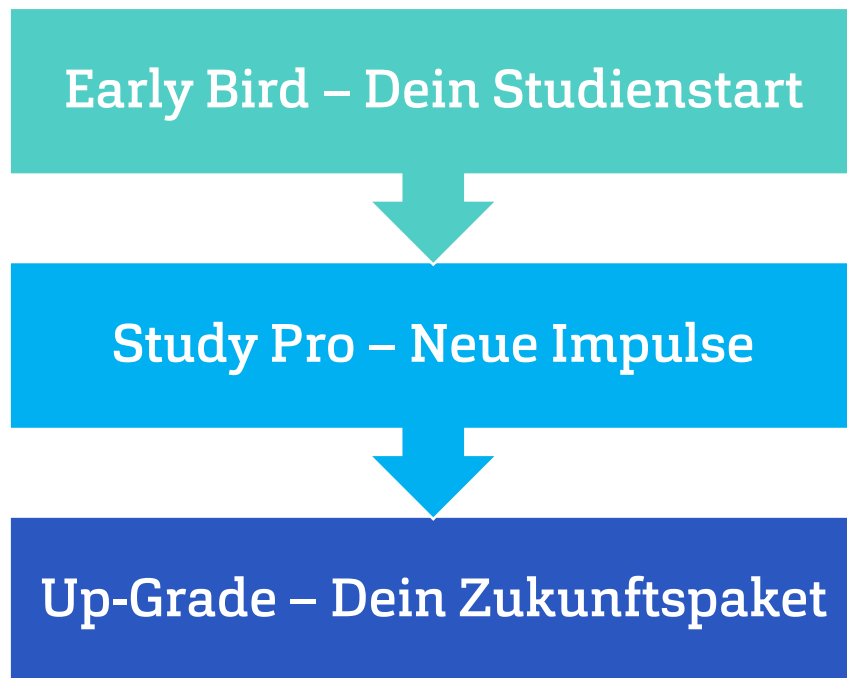 Early Bird – Dein Studienstart
Study Pro – Neue Impulse
Up-Grade – Dein Zukunftspaket